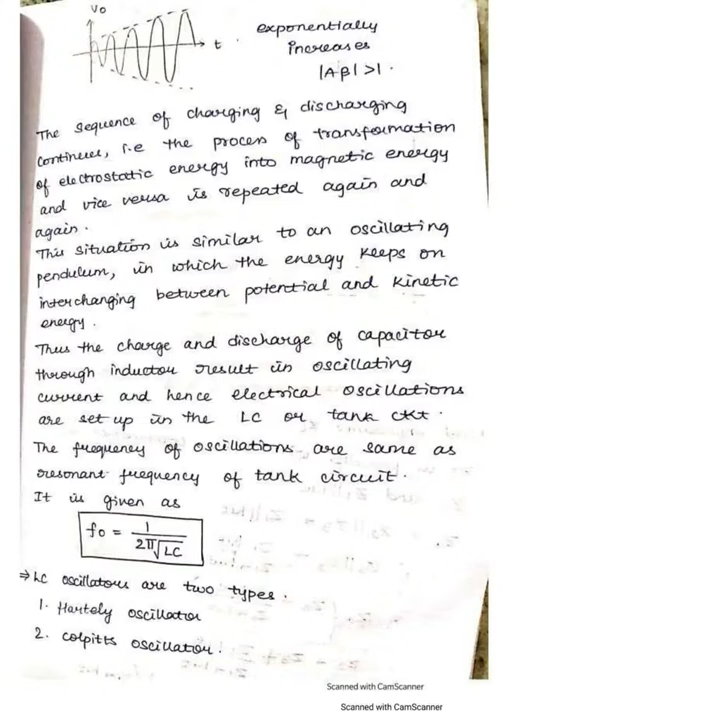 Vo
t
exponentially
increases
|Aβ| >1.
The sequence of charging & discharging
continues, i.e the process of transformation
of electrostatic energy into magnetic energy
and vice versa is repeated again and
again.
This situation is similar to an oscillating
pendulum, in which the energy keeps on
interchanging between potential and kinetic
energy.
Thus the charge and discharge of capacitor
through inductor result in oscillating
current and hence electrical oscillations
are set up in the LC or tank ckt.
The frequency of oscillations are same as
resonant frequency of tank circuit.
It is given as
fo = 1/2π√LC
⇒ LC oscillators are two types.
1. Hartely oscillator
2. colpitts oscillator.
Scanned with CamScanner
Scanned with CamScanner